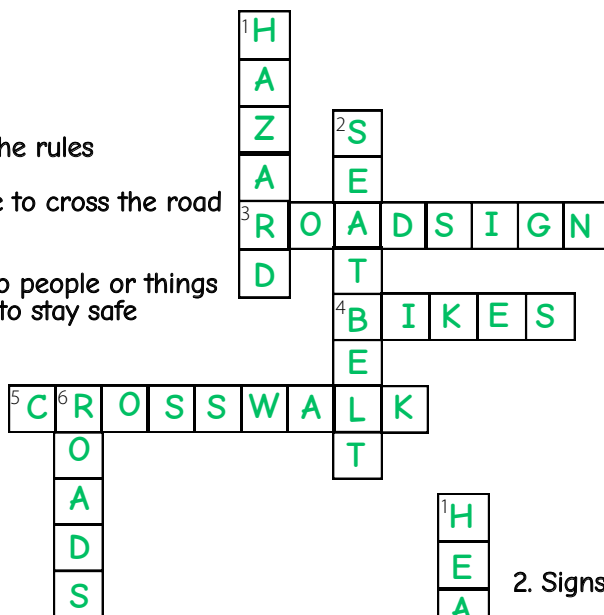 he rules
to cross the road
people or things
to stay safe
1 HAZARD
2 SEATBELT
3 ROADSIGN
4 BIKES
5 CROSSWALK
6 ROADS
1 HEA
2. Signs